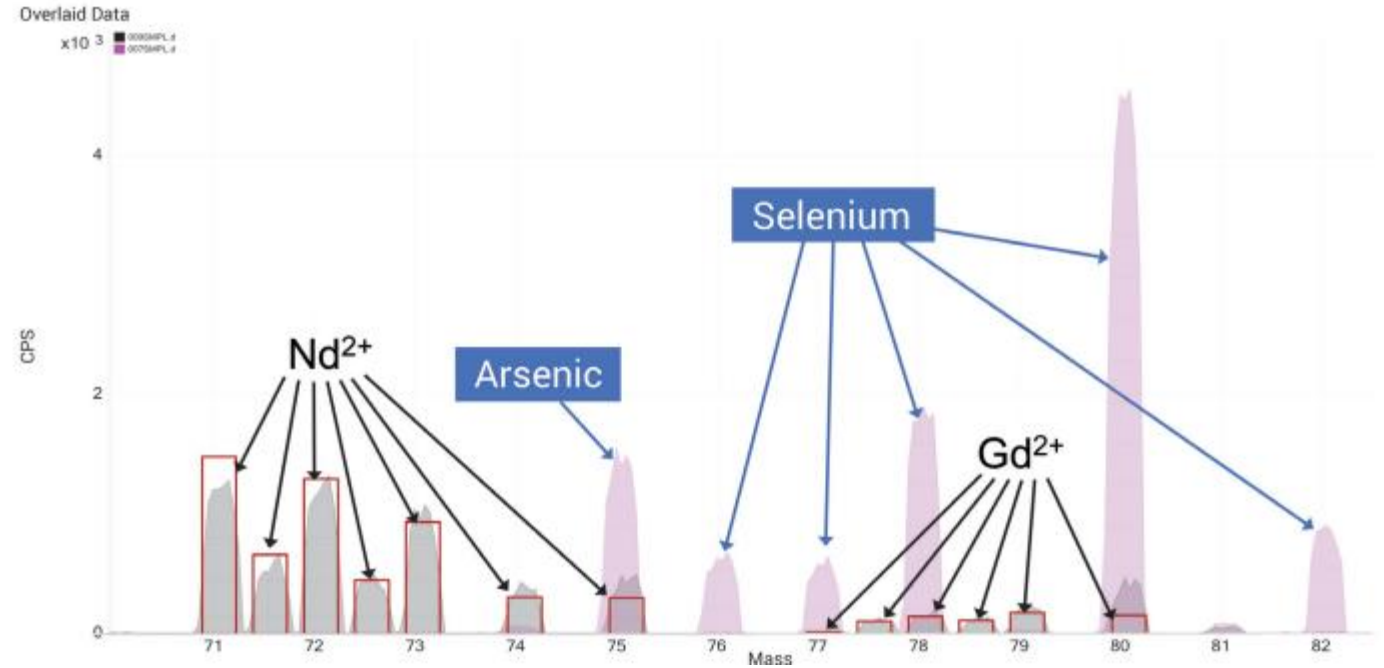 Overlaid Data
x10 3
4
Selenium
CPS
Nd2+
Arsenic
2
Gd2+
0
71 72 73 74 75 76 77 78 79 80 81 82
Mass